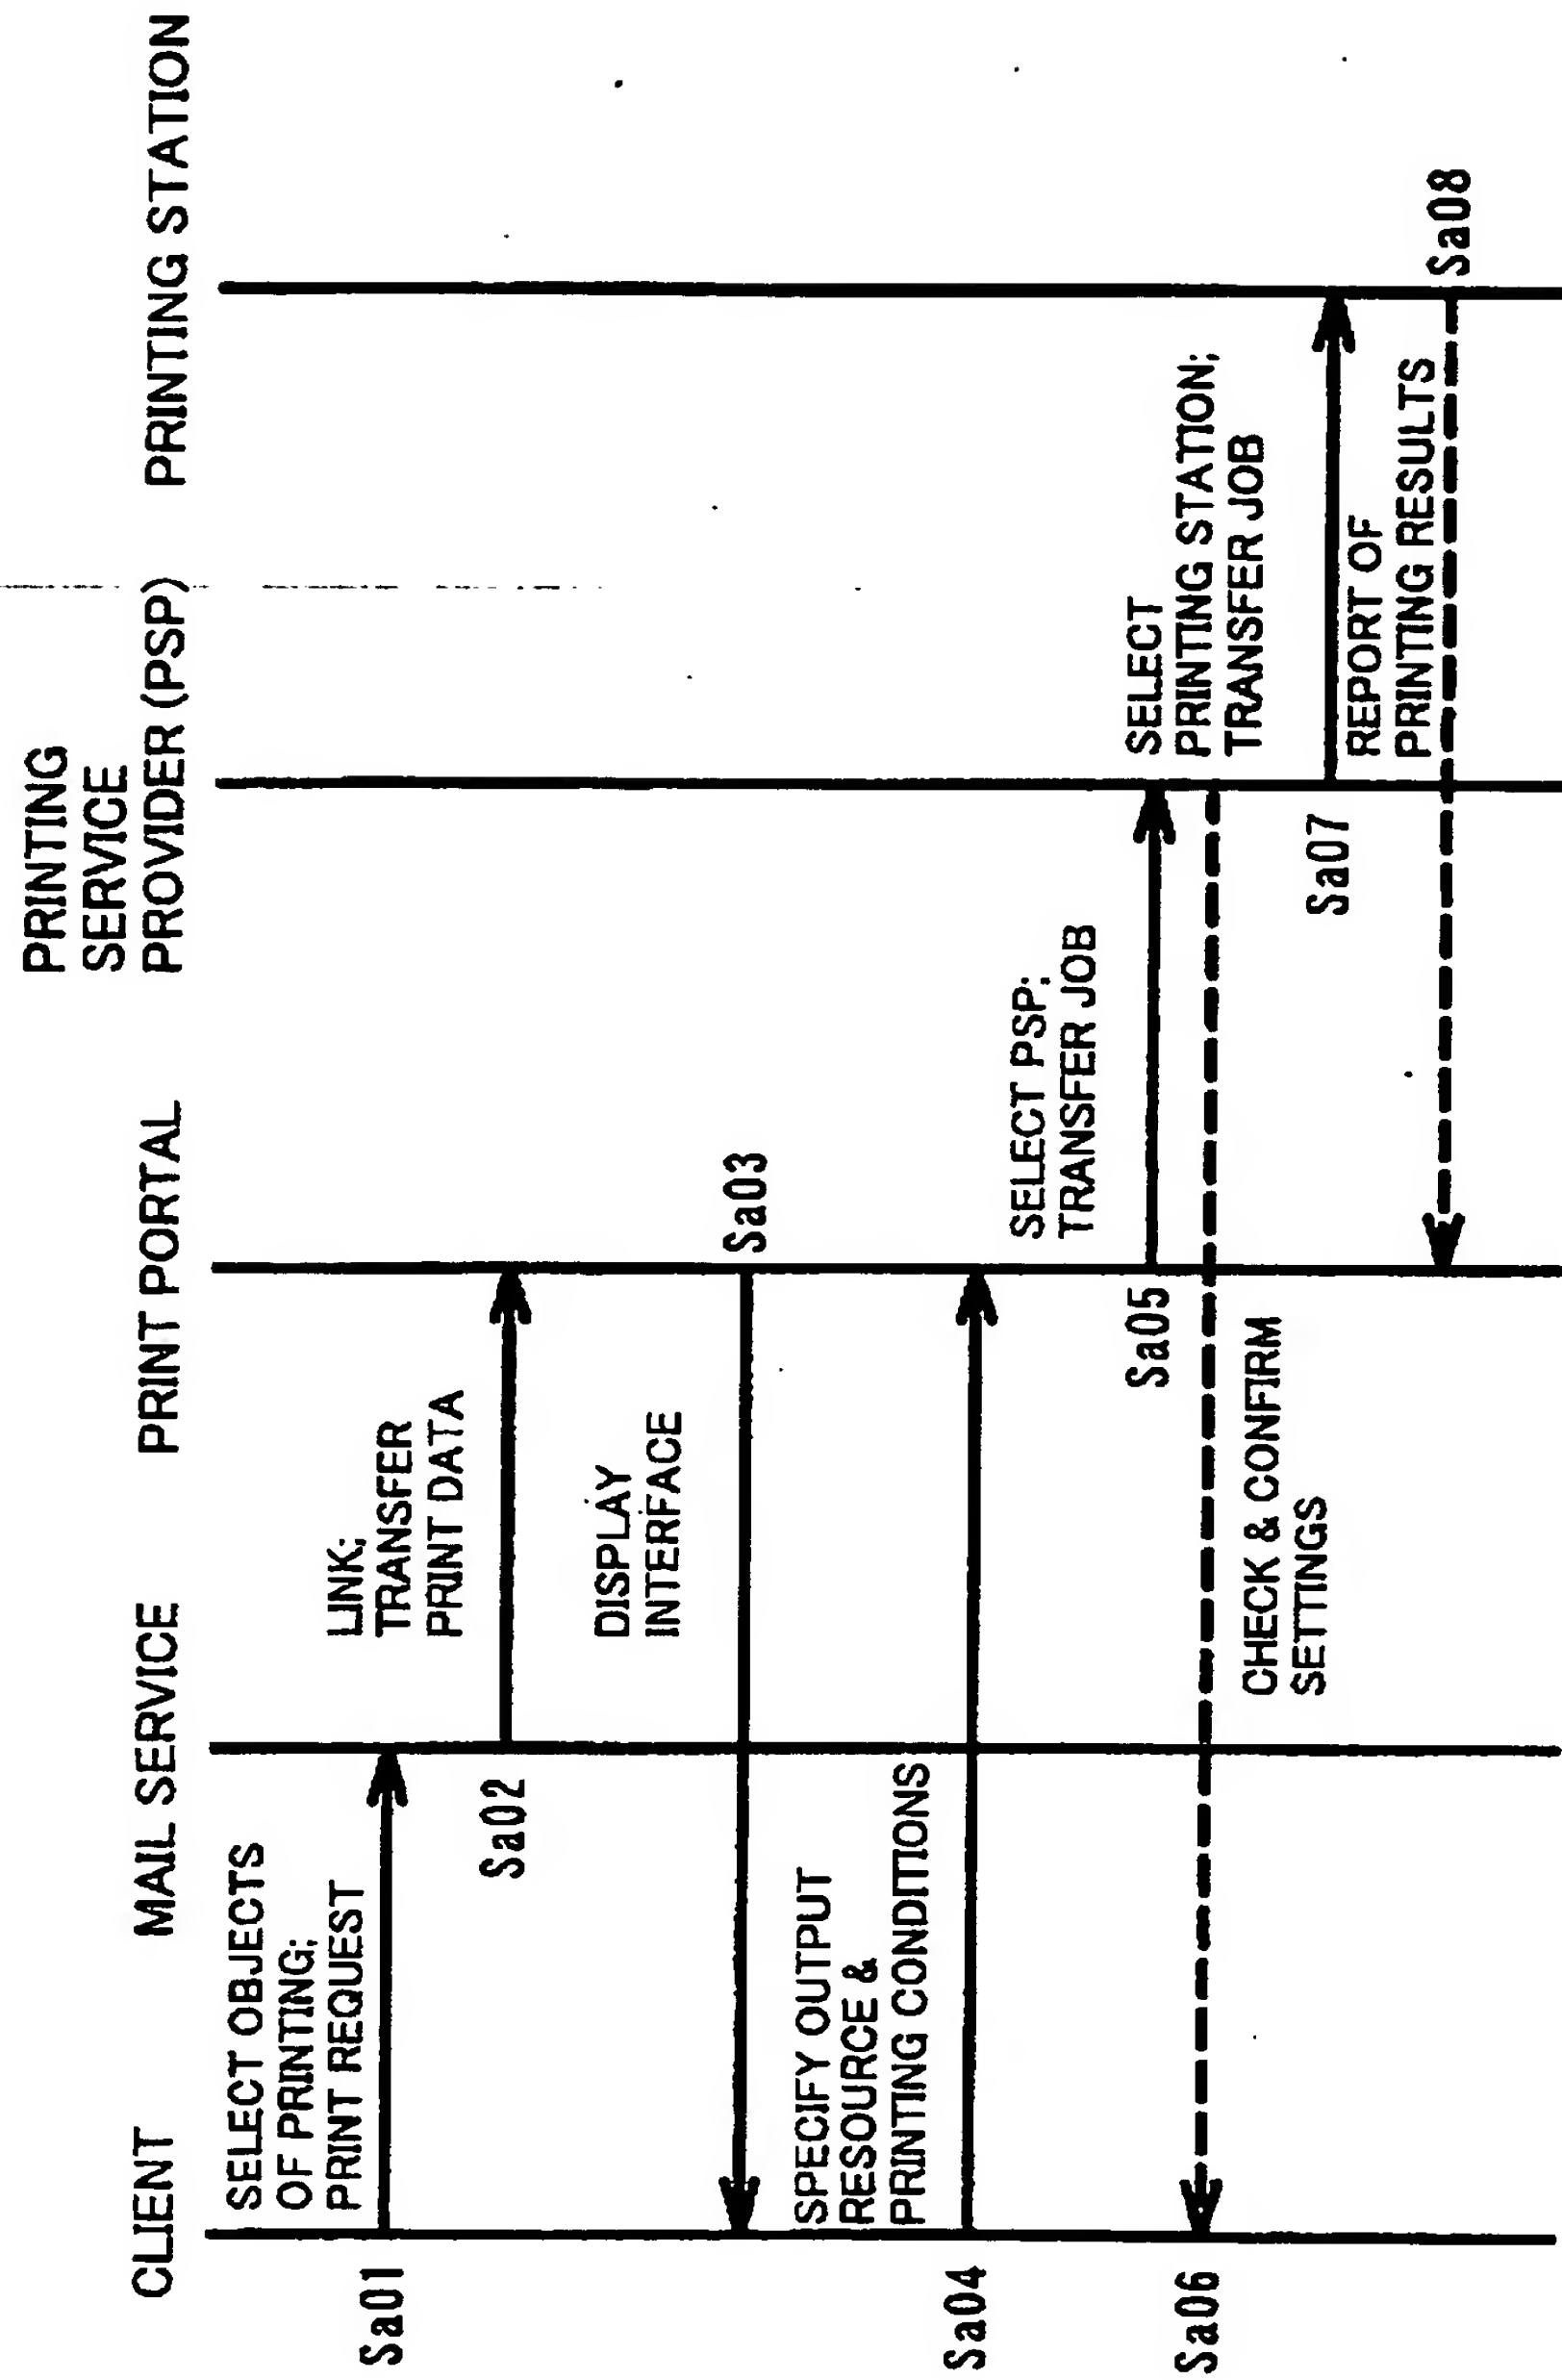 CLIENT
MAIL SERVICE
PRINT PORTAL
PRINTING
SERVICE
PROVIDER (PSP)
PRINTING STATION
SELECT OBJECTS
OF PRINTING;
PRINT REQUEST
Sa01
LINK;
TRANSFER
PRINT DATA
Sa02
DISPLAY
INTERFACE
Sa03
SPECIFY OUTPUT
RESOURCE &
PRINTING CONDITIONS
Sa04
SELECT PSP;
TRANSFER JOB
Sa05
CHECK & CONFIRM
SETTINGS
Sa06
SELECT
PRINTING STATION;
TRANSFER JOB
Sa07
REPORT OF
PRINTING RESULTS
Sa08